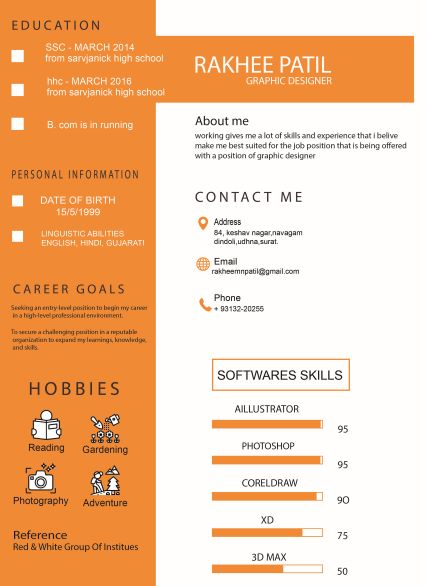 EDUCATION
SSC - MARCH 2014
from sarvjanick high school
hhc - MARCH 2016
from sarvjanick high school
B. com is in running
PERSONAL INFORMATION
DATE OF BIRTH
15/5/1999
LINGUISTIC ABILITIES
ENGLISH, HINDI, GUJARATI
CAREER GOALS
Seeking an entry-level position to begin my career
in a high-level professional environment.
To secure a challenging position in a reputable
organization to expand my learnings, knowledge,
and skills.
HOBBIES
Reading
Gardening
Photography
Adventure
Reference
Red & White Group Of Institues
RAKHEE PATIL
GRAPHIC DESIGNER
About me
working gives me a lot of skills and experience that i belive
make me best suited for the job position that is being offered
with a position of graphic designer
CONTACT ME
Address
84, keshav nagar,navagam
dindoli,udhna,surat.
Email
rakheemnpatil@gmail.com
Phone
+ 93132-20255
SOFTWARES SKILLS
AILLUSTRATOR
95
PHOTOSHOP
95
CORELDRAW
90
XD
75
3D MAX
50